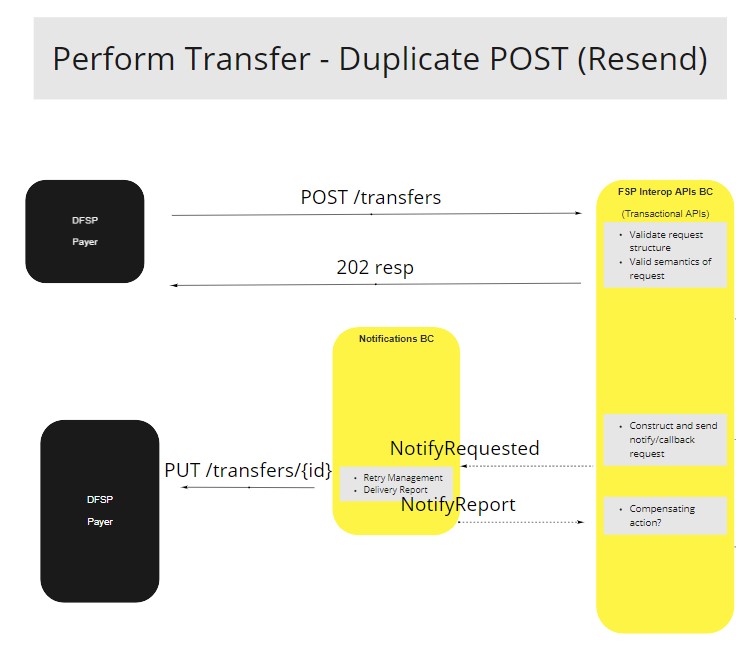 Perform Transfer - Duplicate POST (Resend)
DFSP
Payer
POST /transfers
202 resp
FSP Interop APIs BC
(Transactional APIs)
• Validate request
structure
• Valid semantics of
request
Notifications BC
NotifyRequested
• Construct and send
notify/callback
request
DFSP
Payer
PUT /transfers/{id}
• Retry Management
• Delivery Report
NotifyReport
• Compensating
action?